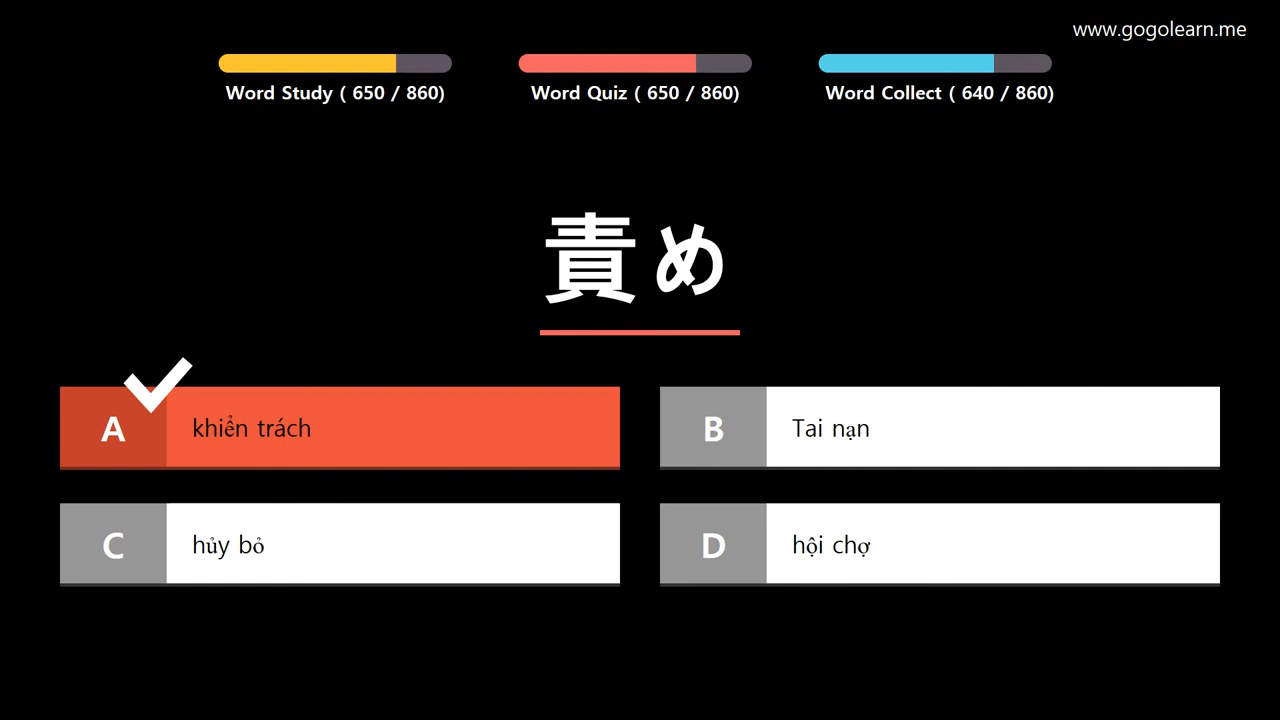 www.gogolearn.me
Word Study ( 650 / 860)
Word Quiz ( 650 / 860)
Word Collect ( 640 / 860)
責め
A khiển trách
B Tai nạn
C hủy bỏ
D hội chợ